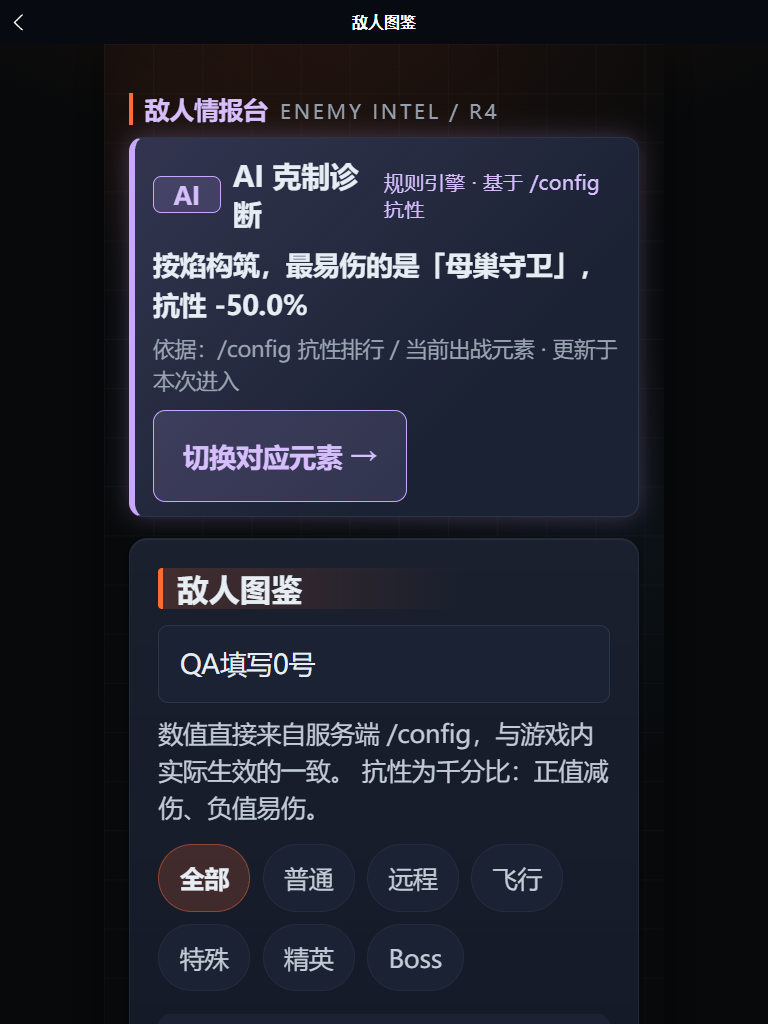 敌人图鉴
敌人情报台 ENEMY INTEL / R4
AI
AI 克制诊
断
规则引擎 · 基于 /config
抗性
按焰构筑，最易伤的是「母巢守卫」，
抗性 -50.0%
依据：/config 抗性排行 / 当前出战元素 · 更新于
本次进入
切换对应元素 →
敌人图鉴
QA填写0号
数值直接来自服务端 /config，与游戏内
实际生效的一致。 抗性为千分比：正值减
伤、负值易伤。
全部 普通 远程 飞行
特殊 精英 Boss